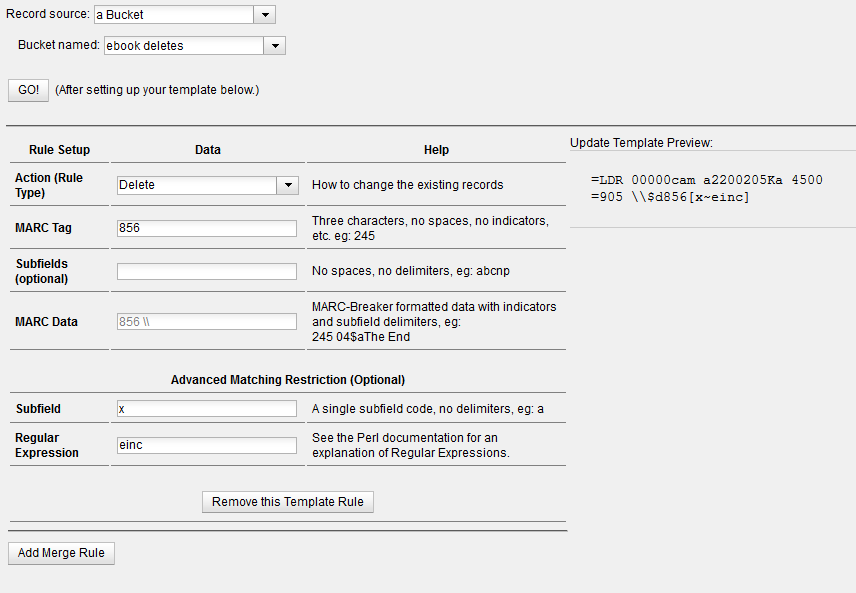 Record source: a Bucket
Bucket named: ebook deletes
GO! (After setting up your template below.)
Rule Setup Data Help
Action (Rule Type) Delete How to change the existing records
MARC Tag 856 Three characters, no spaces, no indicators,
etc. eg: 245
Subfields
(optional) No spaces, no delimiters, eg: abcnp
MARC Data 856 \\ MARC-Breaker formatted data with indicators
and subfield delimiters, eg:
245 04$aThe End
Advanced Matching Restriction (Optional)
Subfield x A single subfield code, no delimiters, eg: a
Regular
Expression einc See the Perl documentation for an
explanation of Regular Expressions.
Remove this Template Rule
Add Merge Rule
Update Template Preview:
=LDR 00000cam a2200205Ka 4500
=905 \\$d856[x~einc]